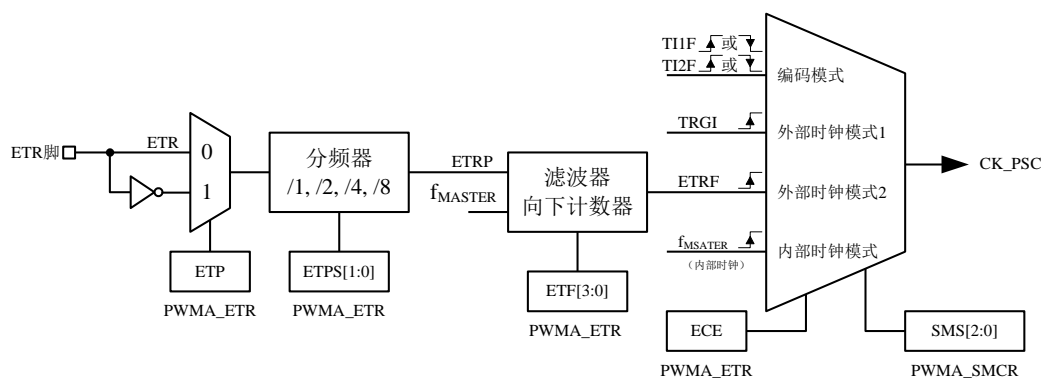 TI1F 或
TI2F 或
编码模式
TRGI
外部时钟模式1
ETR脚
ETR
0
1
分频器
/1, /2, /4, /8
ETRP
fMASTER
滤波器
向下计数器
ETRF
外部时钟模式2
CK_PSC
fMSATER
(内部时钟)
内部时钟模式
ETP
PWMA_ETR
ETPS[1:0]
PWMA_ETR
ETF[3:0]
PWMA_ETR
ECE
PWMA_ETR
SMS[2:0]
PWMA_SMCR